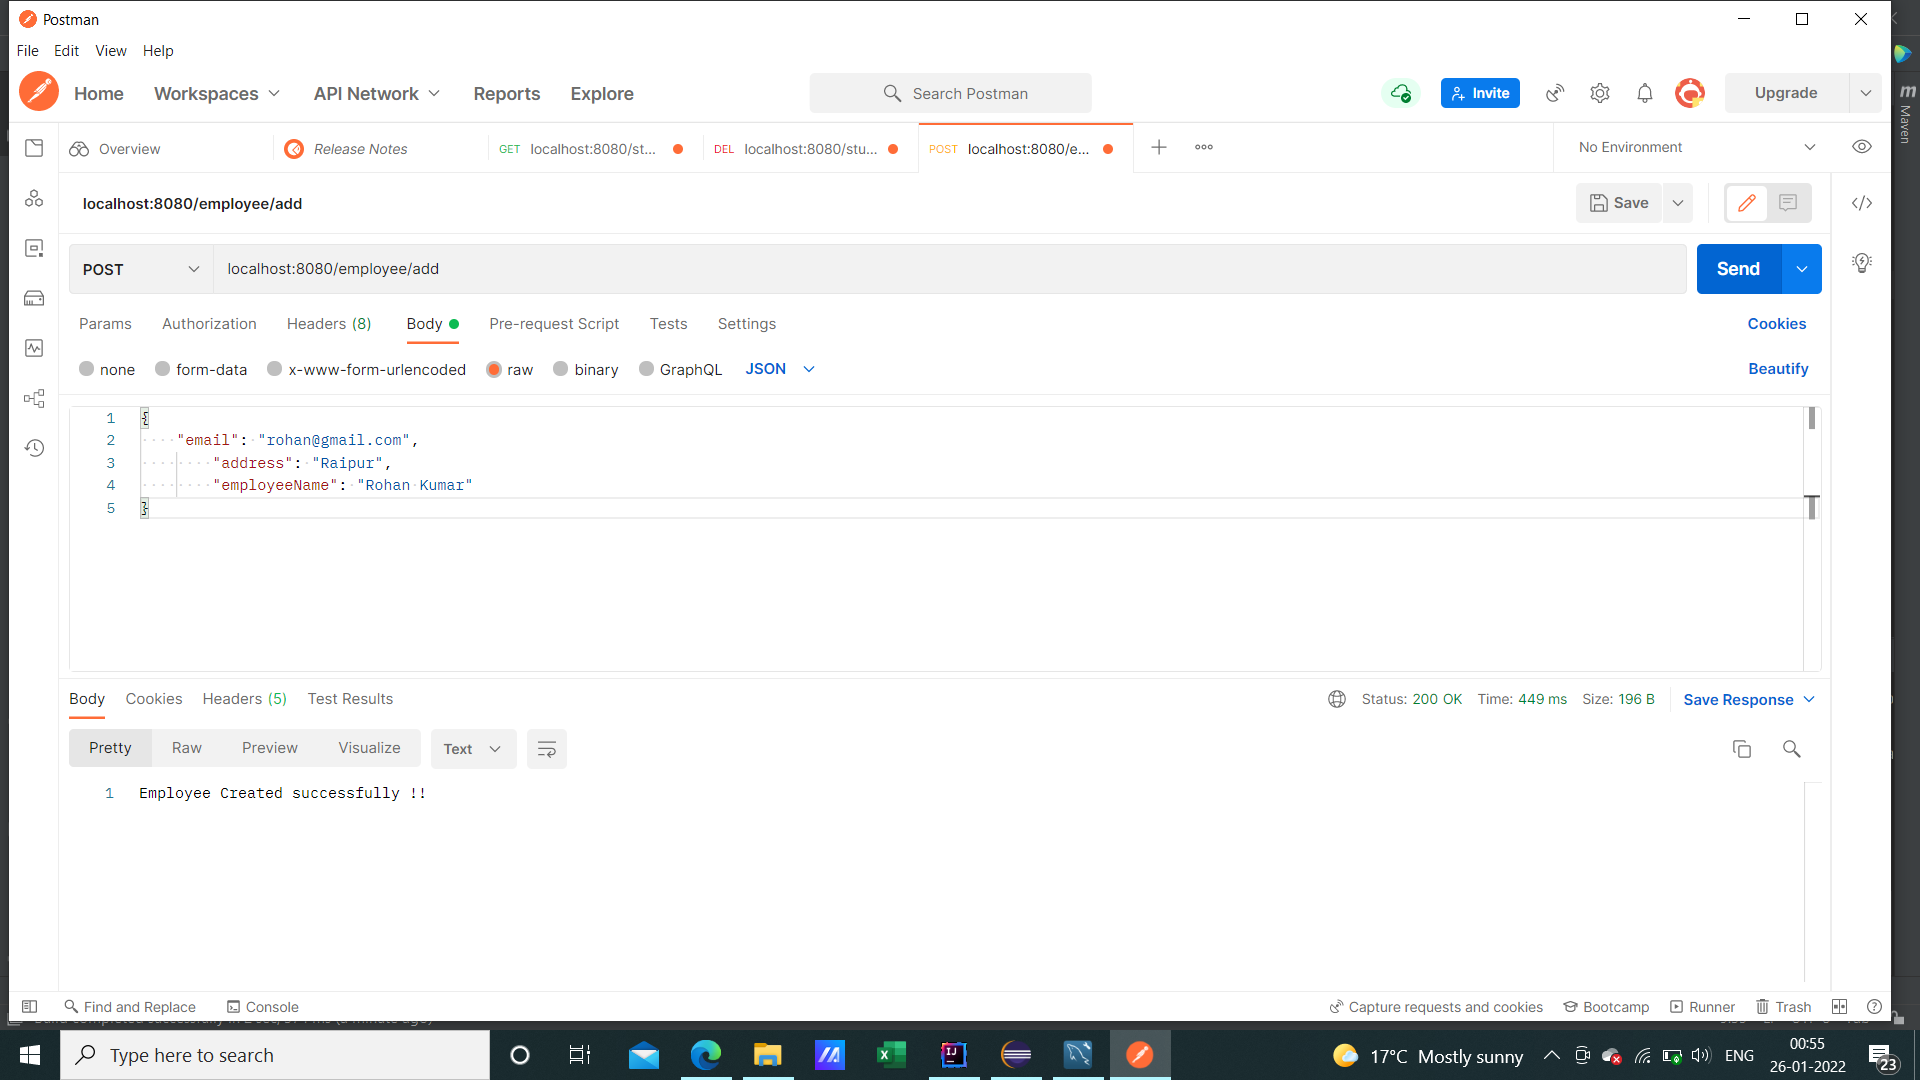 Postman
File Edit View Help
Home Workspaces API Network Reports Explore Search Postman Invite Upgrade
m
Maven
Overview Release Notes GET localhost:8080/st... DEL localhost:8080/stu... POST localhost:8080/e... No Environment
localhost:8080/employee/add Save
POST localhost:8080/employee/add Send
Params Authorization Headers (8) Body Pre-request Script Tests Settings Cookies
none form-data x-www-form-urlencoded raw binary GraphQL JSON Beautify
1 {
2 "email": "rohan@gmail.com",
3 "address": "Raipur",
4 "employeeName": "Rohan Kumar"
5 }
Body Cookies Headers (5) Test Results Status: 200 OK Time: 449 ms Size: 196 B Save Response
Pretty Raw Preview Visualize Text
1 Employee Created successfully !!
Find and Replace Console Capture requests and cookies Bootcamp Runner Trash
Type here to search 17°C Mostly sunny ENG 00:55
26-01-2022 23